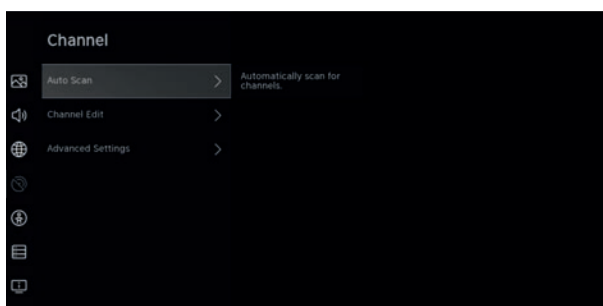 Channel
Auto Scan
Automatically scan for
channels.
Channel Edit
Advanced Settings